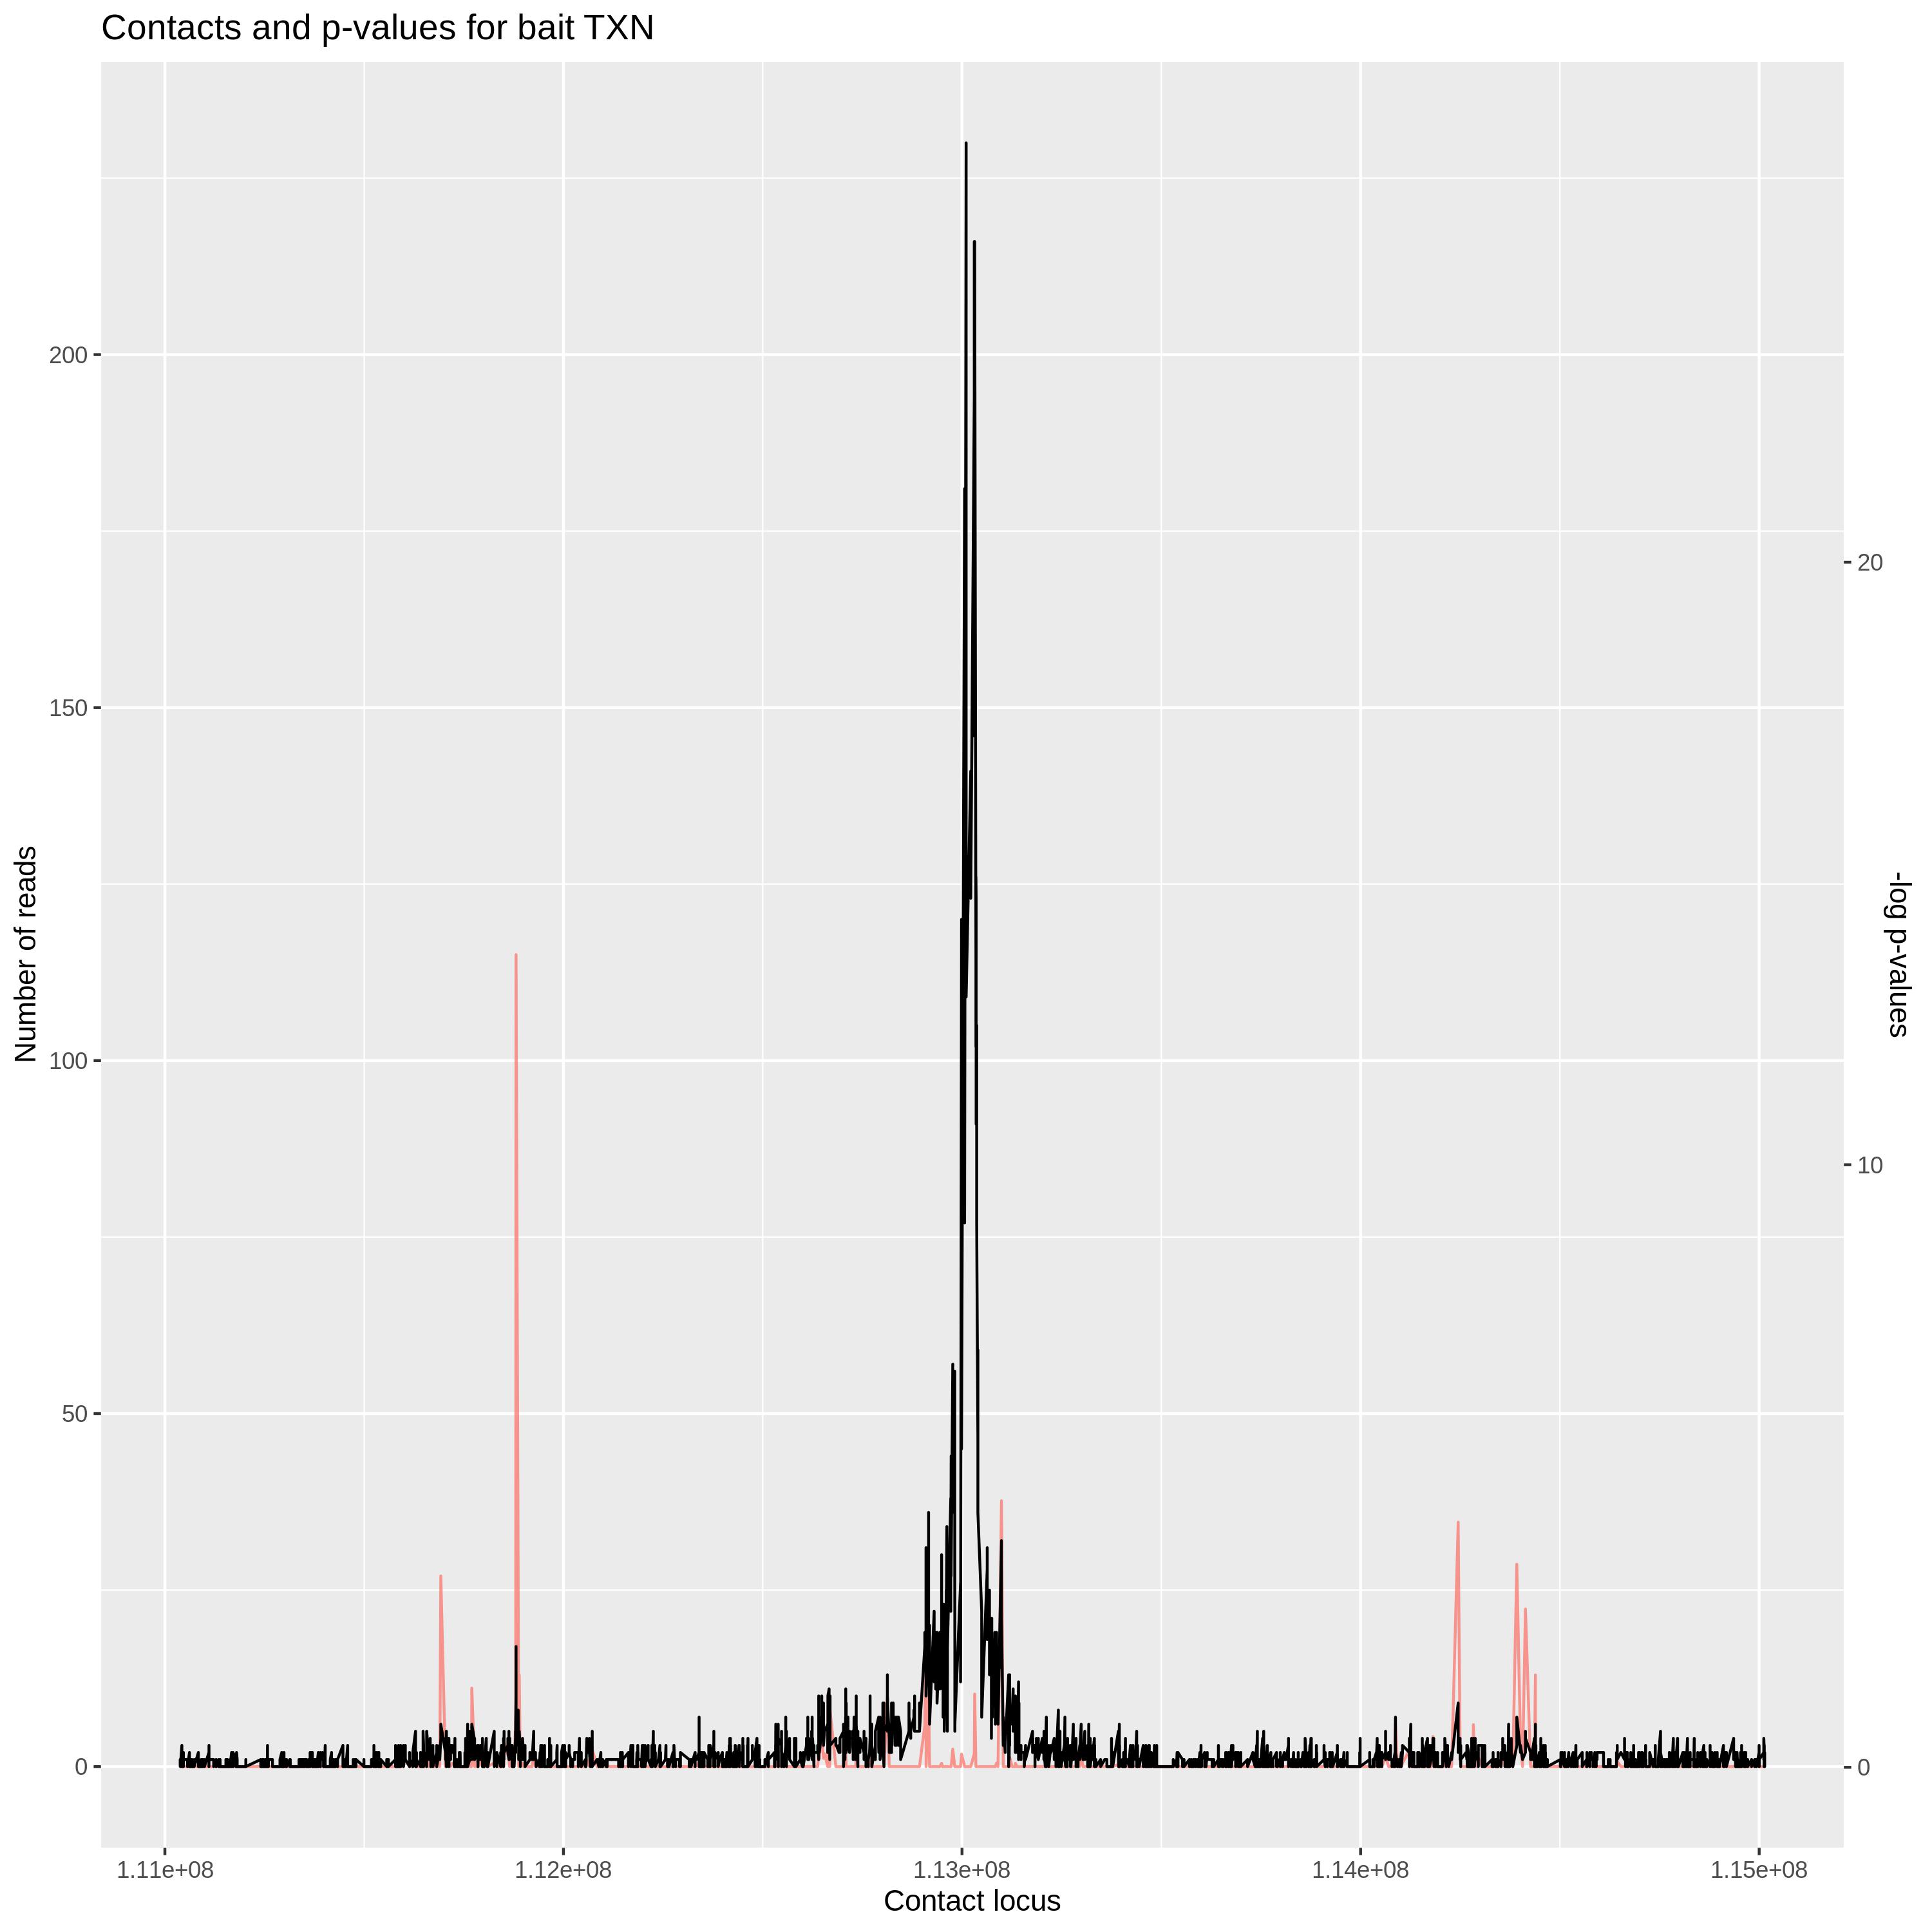 Contacts and p-values for bait TXN
Number of reads
200
150
100
50
0
20
10
0
-log p-values
1.11e+08
1.12e+08
1.13e+08
1.14e+08
1.15e+08
Contact locus